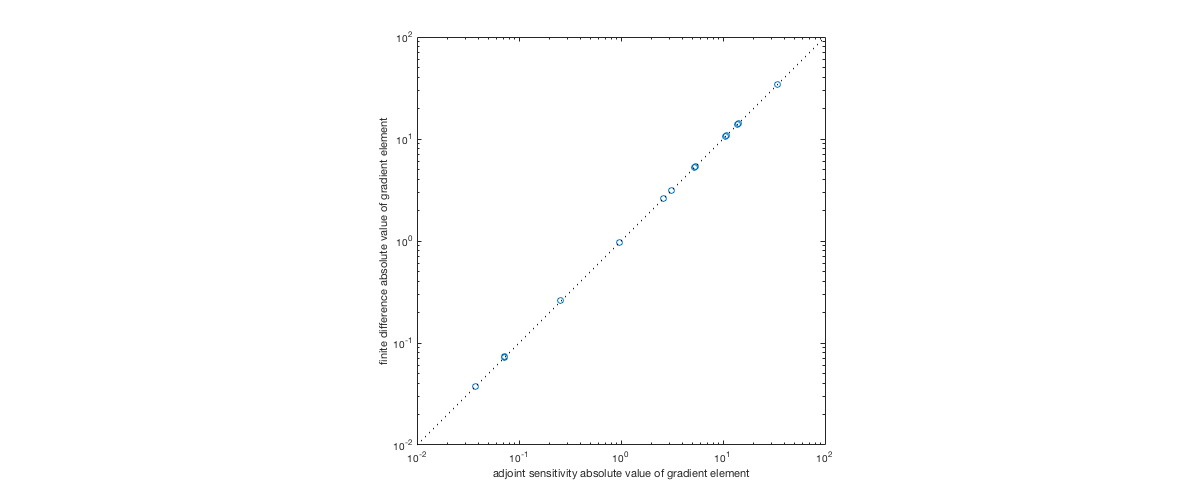 10^2
10^1
10^0
10^-1
10^-2
finite difference absolute value of gradient element
10^-2 10^-1 10^0 10^1 10^2
adjoint sensitivity absolute value of gradient element